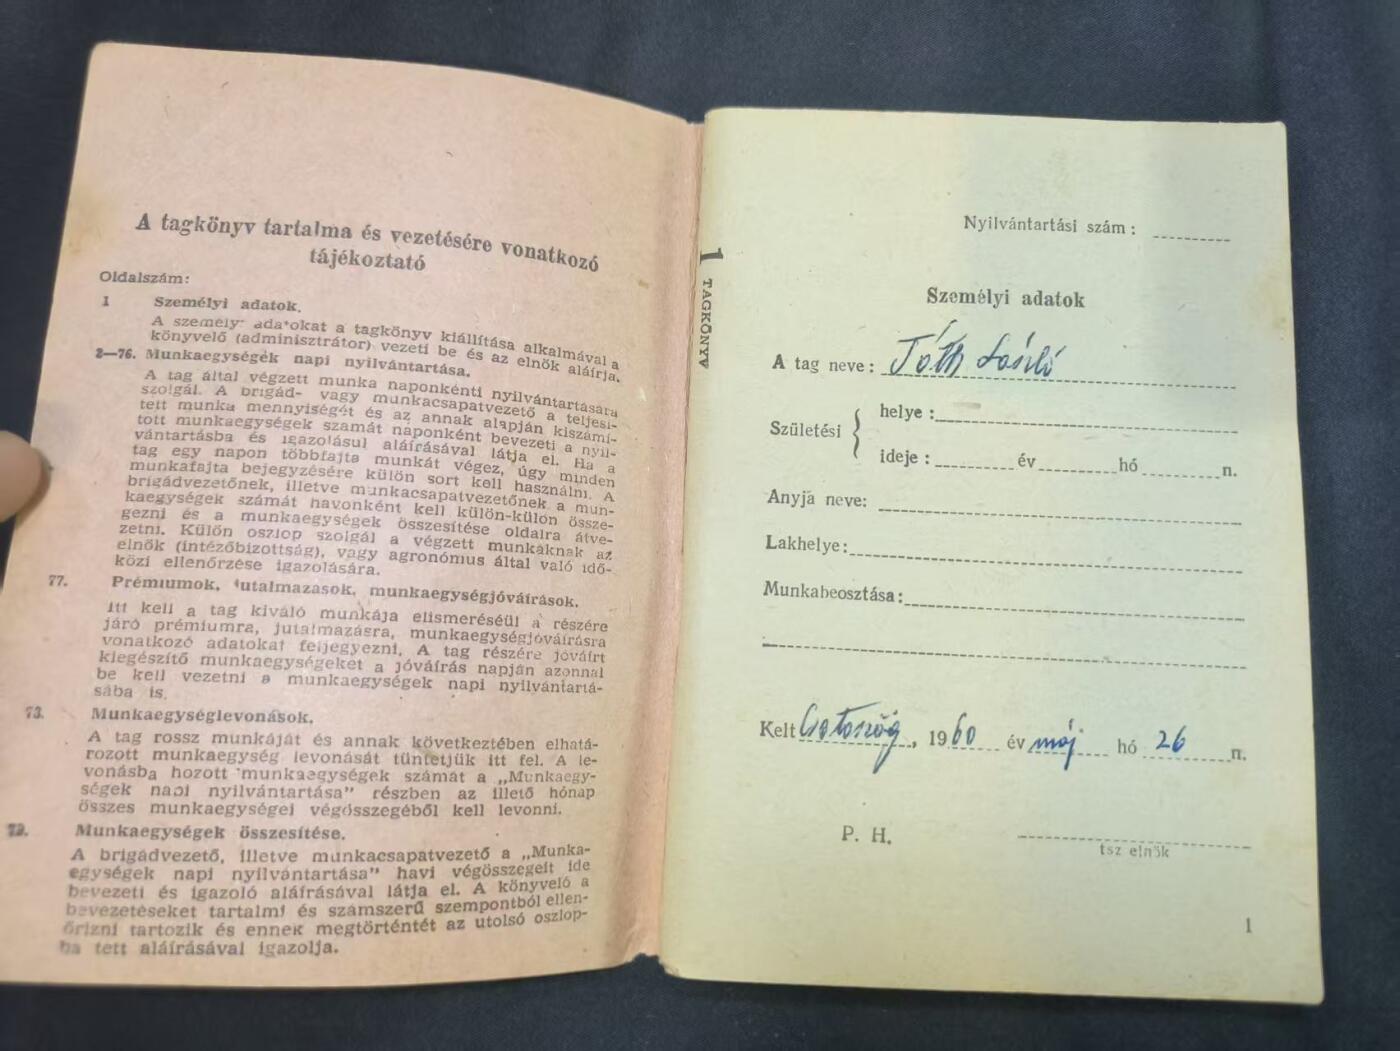 A tagkönyv tartalma és vezetésére vonatkozó
tájékoztató
Oldalszám:
1 Személyi adatok.
A személyi adatokat a tagkönyv kiállítása alkalmával a
könyvelő (adminisztrátor) vezeti be és az elnök aláírja.
2—76. Munkaegységek napi nyilvántartása.
A tag által végzett munka naponkénti nyilvántartására
szolgál. A brigád- vagy munkacsapatvezető a teljesí-
tett munka mennyiségét és az annak alapján kiszámí-
tott munkaegységek számát naponként bevezeti a nyil-
vántartásba és igazolásul aláírásával látja el. Ha a
tag egy napon többfajta munkát végez, úgy minden
munkafajta bejegyzésére külön sort kell használni. A
brigádvezetőnek, illetve munkacsapatvezetőnek a mun-
kaegységek számát havonként kell külön-külön össze-
gezni és a munkaegységek összesítése oldalra átve-
zetni. Külön oszlop szolgál a végzett munkáknak az
elnök (intézőbizottság), vagy agronómus által való idő-
közi ellenőrzése igazolására.
77. Prémiumok, jutalmazások, munkaegységjóváírások.
Itt kell a tag kiváló munkája elismeréséül a részére
járó prémiumra, jutalmazásra, munkaegységjóváírásra
vonatkozó adatokat feljegyezni. A tag részére jóváírt
kiegészítő munkaegységeket a jóváírás napján azonnal
be kell vezetni a munkaegységek napi nyilvántartá-
sába is.
78. Munkaegységlevonások.
A tag rossz munkáját és annak következtében elhatá-
rozott munkaegység levonását tüntetjük itt fel. A le-
vonásba hozott munkaegységek számát a „Munkaegy-
ségek napi nyilvántartása" részben az illető hónap
összes munkaegységei végösszegéből kell levonni.
79. Munkaegységek összesítése.
A brigádvezető, illetve munkacsapatvezető a „Munka-
egységek napi nyilvántartása" havi végösszegeit ide
bevezeti és igazoló aláírásával látja el. A könyvelő a
bevezetéseket tartalmi és számszerű szempontból ellen-
őrizni tartozik és ennek megtörténtét az utolsó oszlop-
ba tett aláírásával igazolja.
1 TAGKÖNYV
Nyilvántartási szám:
Személyi adatok
A tag neve: Tóth László
Születési helye:
ideje: év hó n.
Anyja neve:
Lakhelye:
Munkabeosztása:
Kelt 1960 év máj hó 26 n.
P. H.
tsz elnök
1